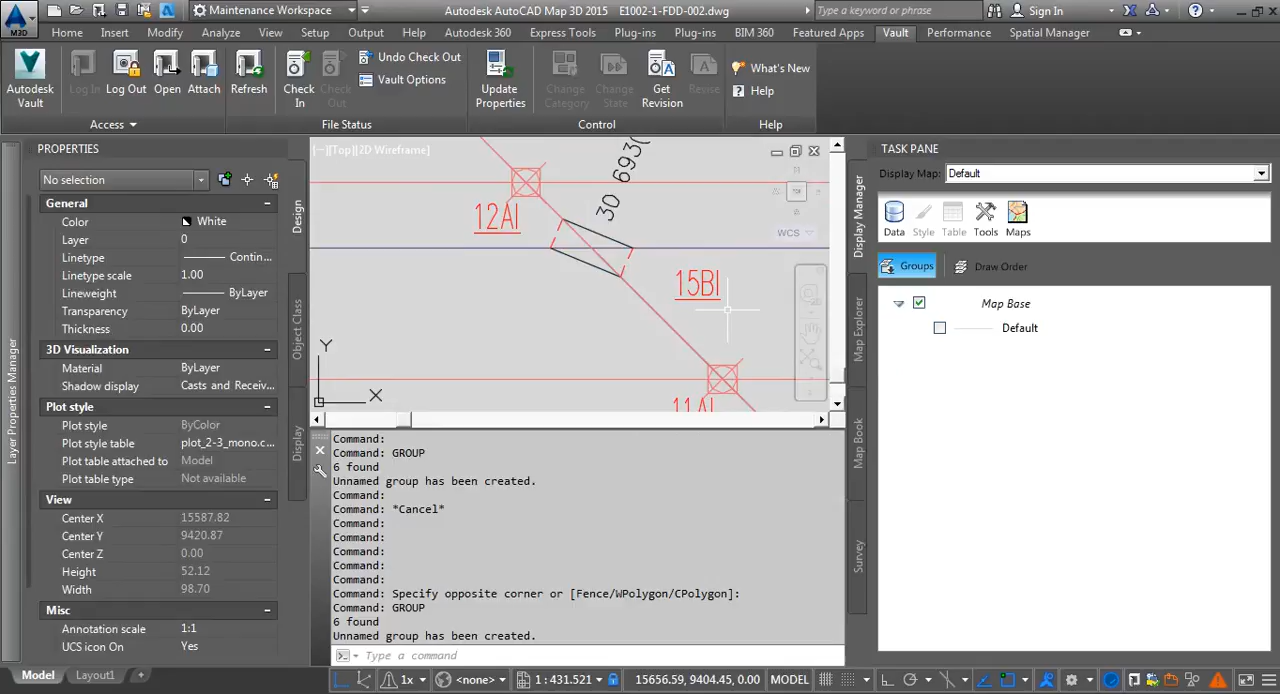 M3D
Maintenance Workspace
Autodesk AutoCAD Map 3D 2015 E1002-1-FDD-002.dwg
Type a keyword or phrase
Sign In
Home Insert Modify Analyze View Setup Output Help Autodesk 360 Express Tools Plug-ins Plug-ins BIM 360 Featured Apps Vault Performance Spatial Manager
Autodesk Vault
Log In
Log Out
Open
Attach
Refresh
Check In
Check Out
Undo Check Out
Vault Options
Update Properties
Change Category
Change State
Get Revision
Revise
What's New
Help
Access
File Status
Control
Help
Layer Properties Manager
PROPERTIES
No selection
General
Color White
Layer 0
Linetype Contin...
Linetype scale 1.00
Lineweight ByLayer
Transparency ByLayer
Thickness 0.00
3D Visualization
Material ByLayer
Shadow display Casts and Receiv...
Plot style
Plot style ByColor
Plot style table plot_2-3_mono.c...
Plot table attached to Model
Plot table type Not available
View
Center X 15587.82
Center Y 9420.87
Center Z 0.00
Height 52.12
Width 98.70
Misc
Annotation scale 1:1
UCS icon On Yes
Design
Object Class
Display
[−][Top][2D Wireframe]
30 693(
12AI
15BI
11AI
Y
X
TOP
WCS
Command:
Command: GROUP
6 found
Unnamed group has been created.
Command:
Command: *Cancel*
Command:
Command:
Command:
Command:
Command:
Command: Specify opposite corner or [Fence/WPolygon/CPolygon]:
Command: GROUP
6 found
Unnamed group has been created.
Type a command
Display Manager
Map Explorer
Map Book
Survey
TASK PANE
Display Map: Default
Data Style Table Tools Maps
Groups Draw Order
Map Base
Default
Model Layout1 +
1x
<none>
1 : 431.521
15656.59, 9404.45, 0.00
MODEL